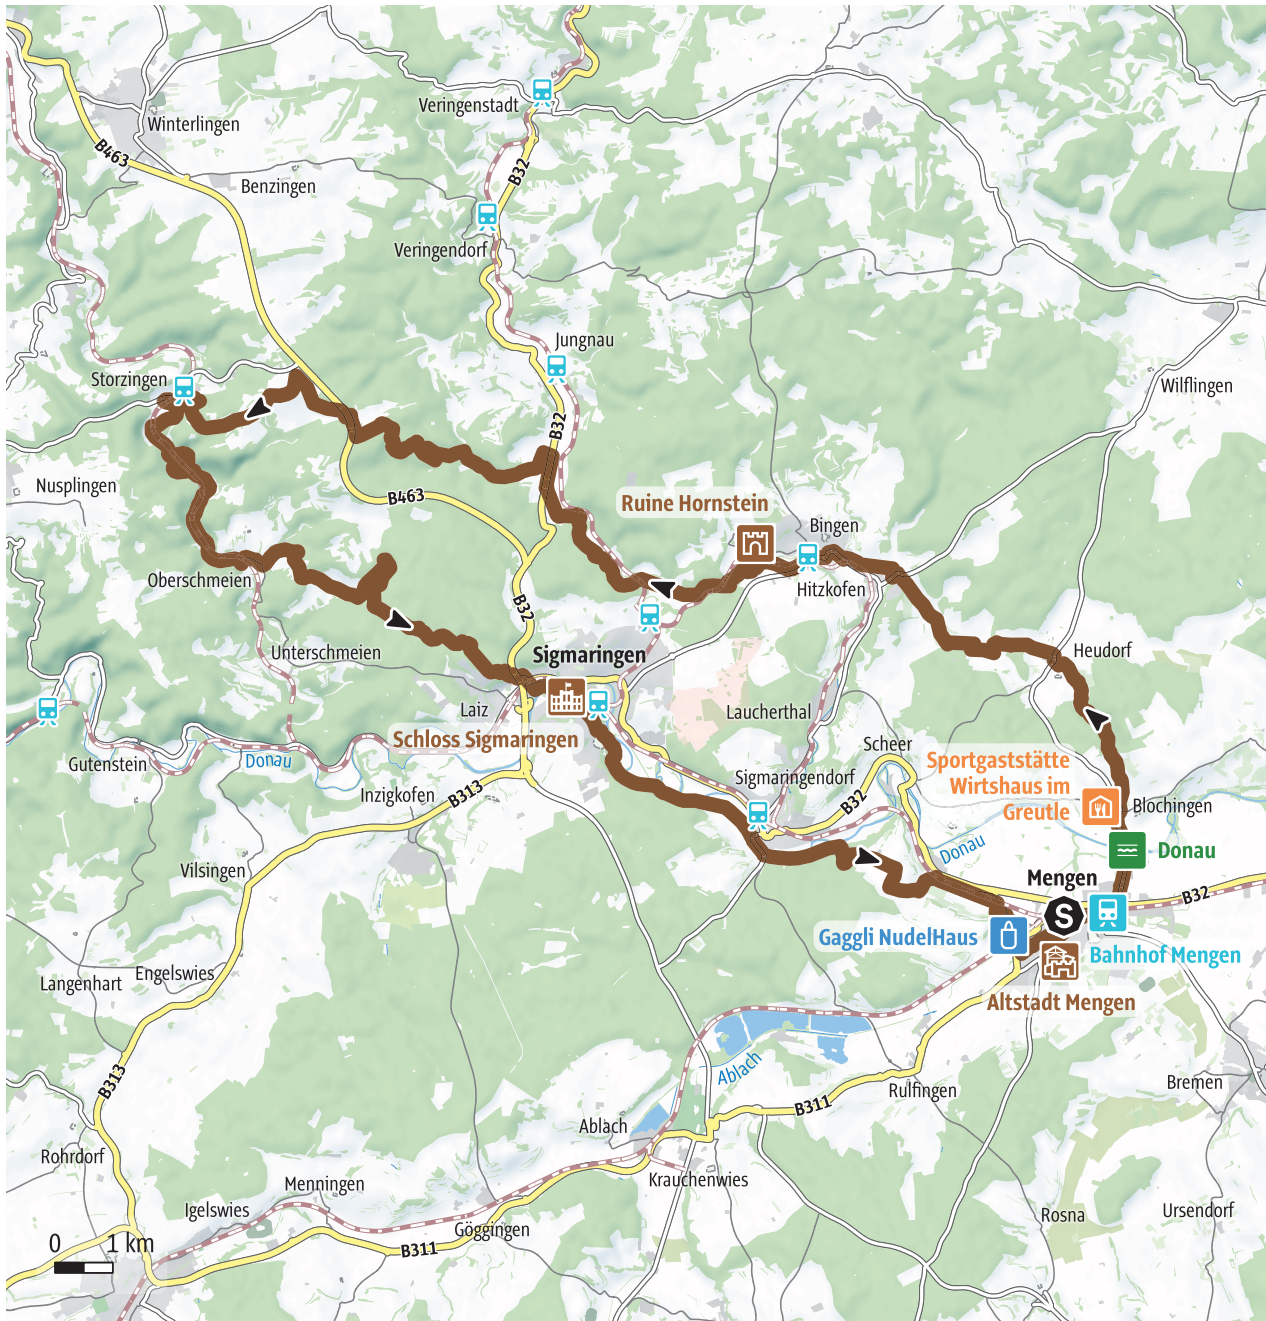 Veringenstadt
Winterlingen
B463
B32
Benzingen
Veringendorf
Jungnau
Storzingen
Wilflingen
B32
Nusplingen
B463
Ruine Hornstein
Bingen
Oberschmeien
Hitzkofen
B32
Unterschmeien
Sigmaringen
Heudorf
Laiz
Laucherthal
Schloss Sigmaringen
Scheer
Gutenstein
Donau
Sportgaststätte
Wirtshaus im
Greutle
Sigmaringendorf
Inzigkofen
B313
B32
Blochingen
Donau
Donau
Vilsingen
Mengen
B32
S
Gaggli NudelHaus
Bahnhof Mengen
Engelswies
Langenhart
Altstadt Mengen
Ablach
B313
Rulfingen
Bremen
B311
Ablach
Rohrdorf
Krauchenwies
Menningen
Igelswies
Rosna
Ursendorf
Göggingen
0 1 km
B311